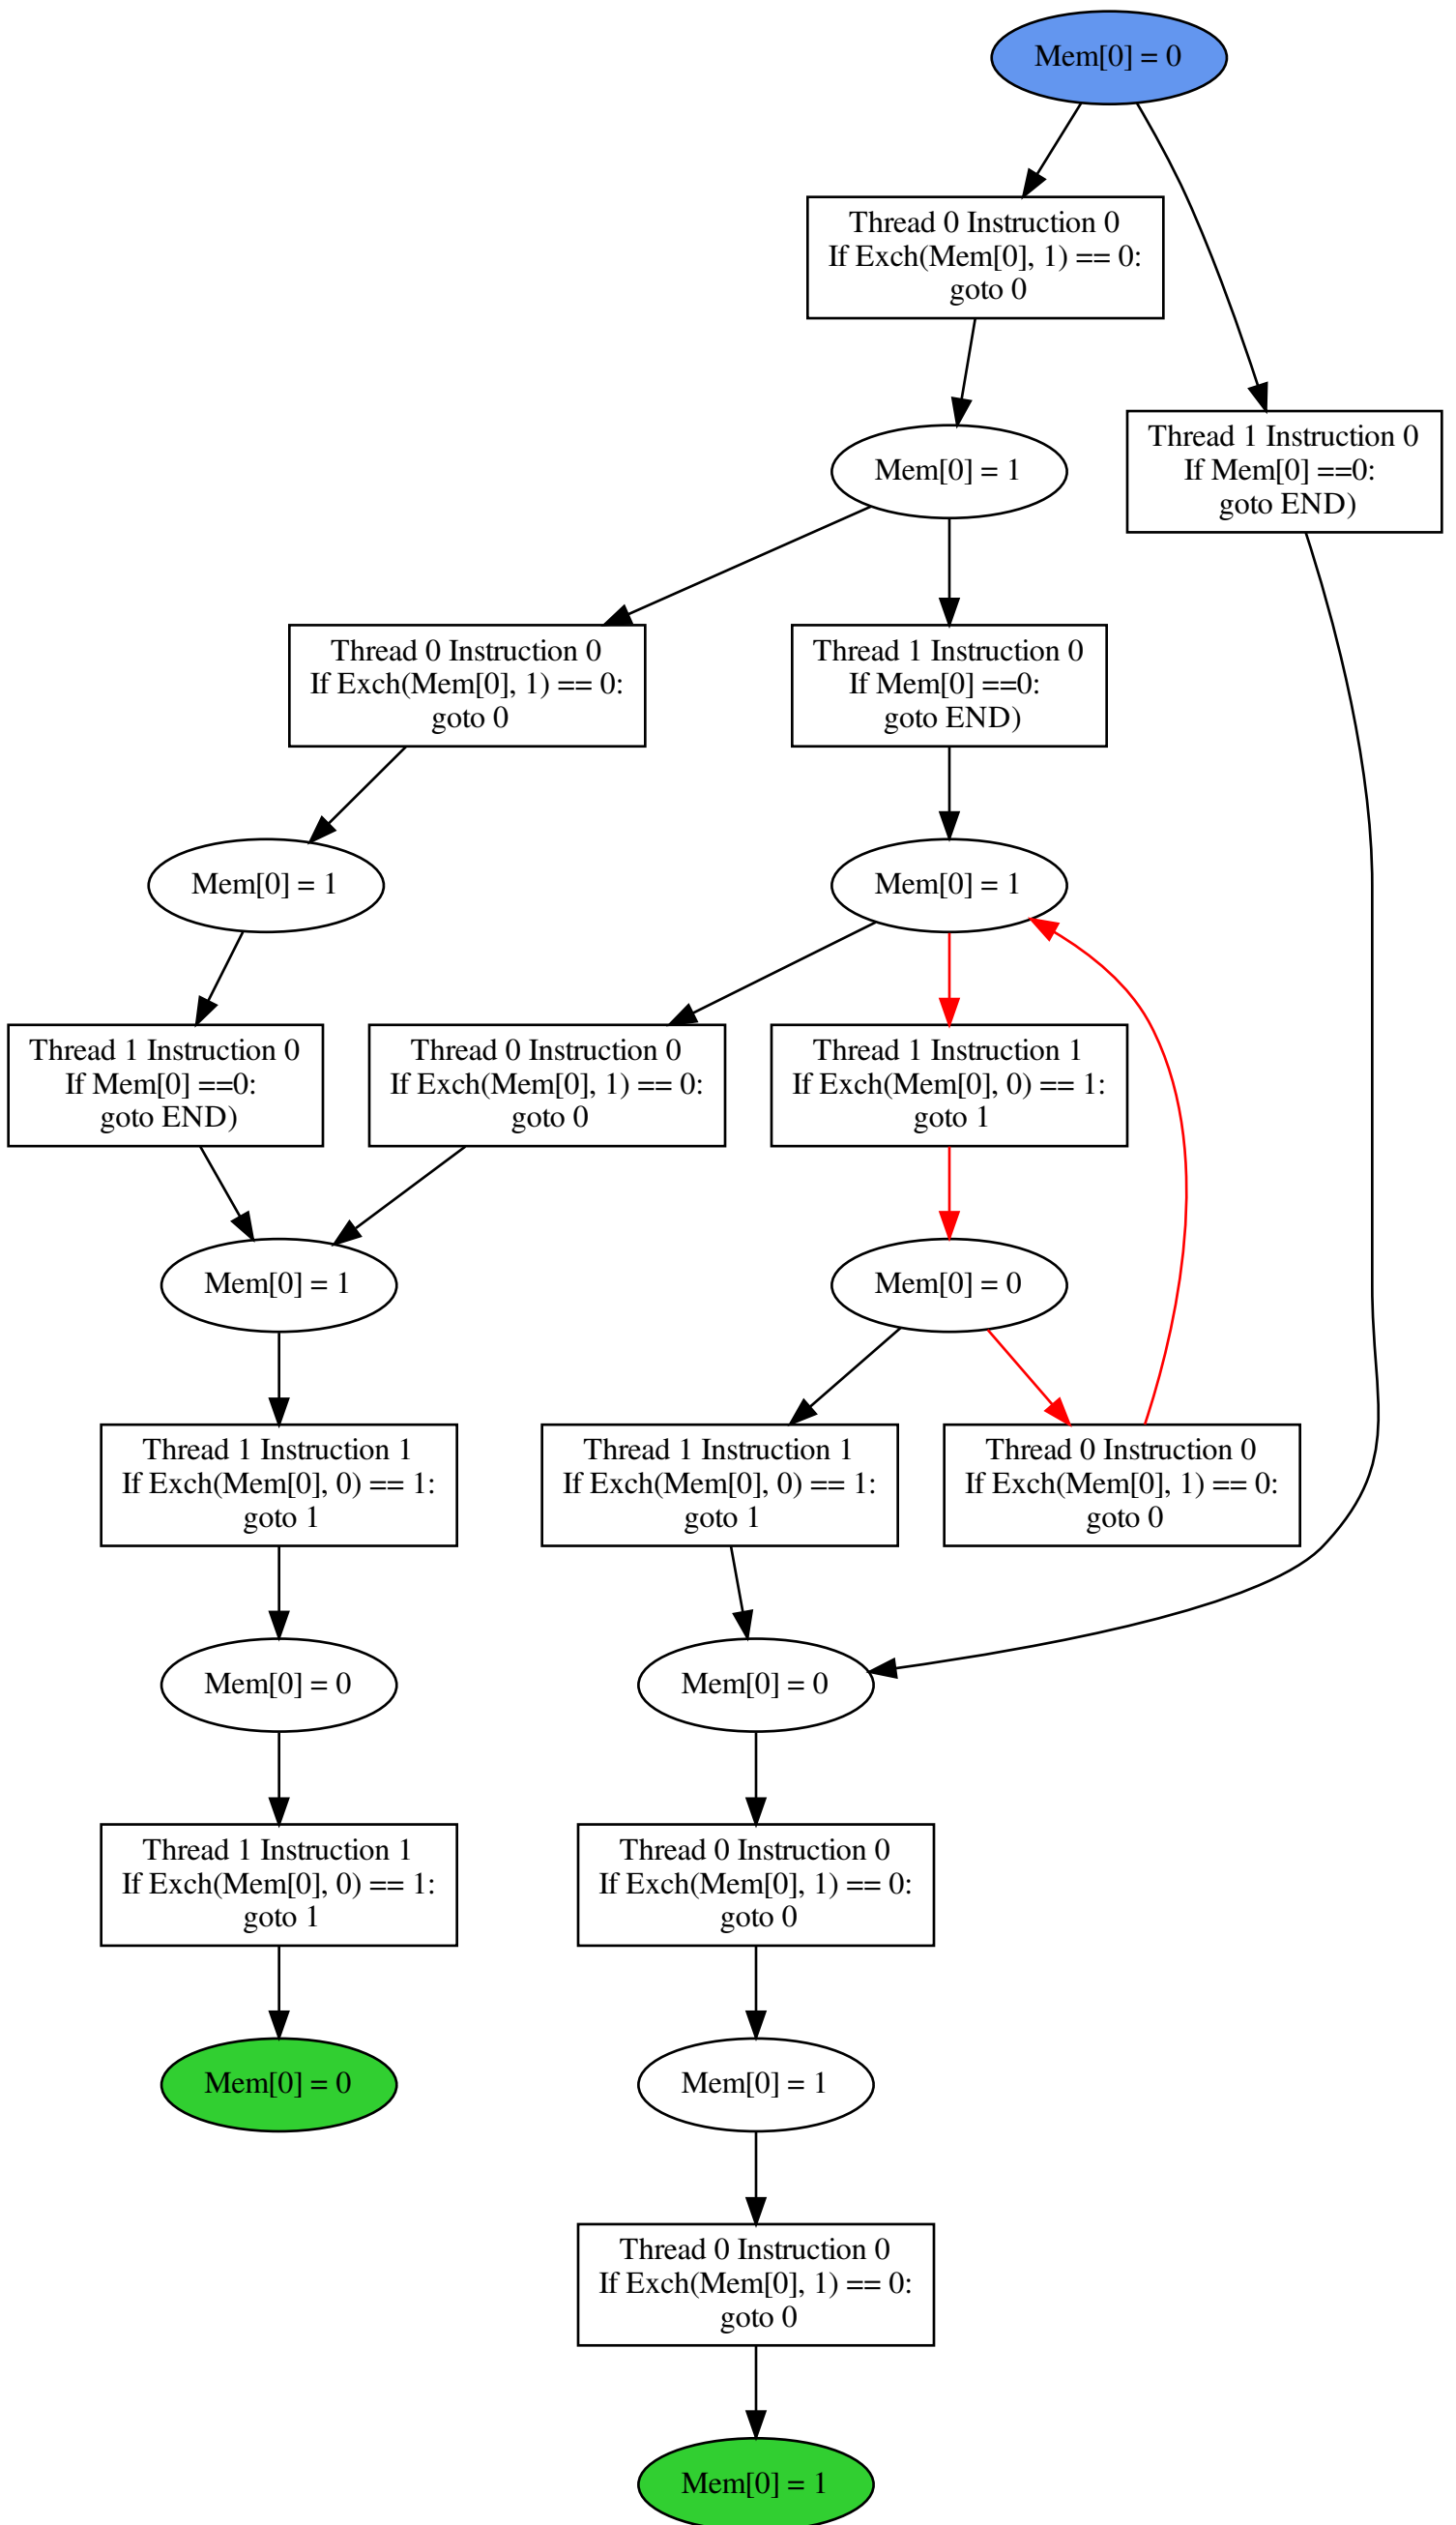 Mem[0] = 0
Thread 0 Instruction 0
If Exch(Mem[0], 1) == 0:
goto 0
Thread 1 Instruction 0
If Mem[0] ==0:
goto END)
Mem[0] = 1
Thread 0 Instruction 0
If Exch(Mem[0], 1) == 0:
goto 0
Thread 1 Instruction 0
If Mem[0] ==0:
goto END)
Mem[0] = 1
Mem[0] = 1
Thread 1 Instruction 0
If Mem[0] ==0:
goto END)
Thread 0 Instruction 0
If Exch(Mem[0], 1) == 0:
goto 0
Thread 1 Instruction 1
If Exch(Mem[0], 0) == 1:
goto 1
Mem[0] = 1
Mem[0] = 0
Thread 1 Instruction 1
If Exch(Mem[0], 0) == 1:
goto 1
Thread 1 Instruction 1
If Exch(Mem[0], 0) == 1:
goto 1
Thread 0 Instruction 0
If Exch(Mem[0], 1) == 0:
goto 0
Mem[0] = 0
Mem[0] = 0
Thread 1 Instruction 1
If Exch(Mem[0], 0) == 1:
goto 1
Thread 0 Instruction 0
If Exch(Mem[0], 1) == 0:
goto 0
Mem[0] = 0
Mem[0] = 1
Thread 0 Instruction 0
If Exch(Mem[0], 1) == 0:
goto 0
Mem[0] = 1